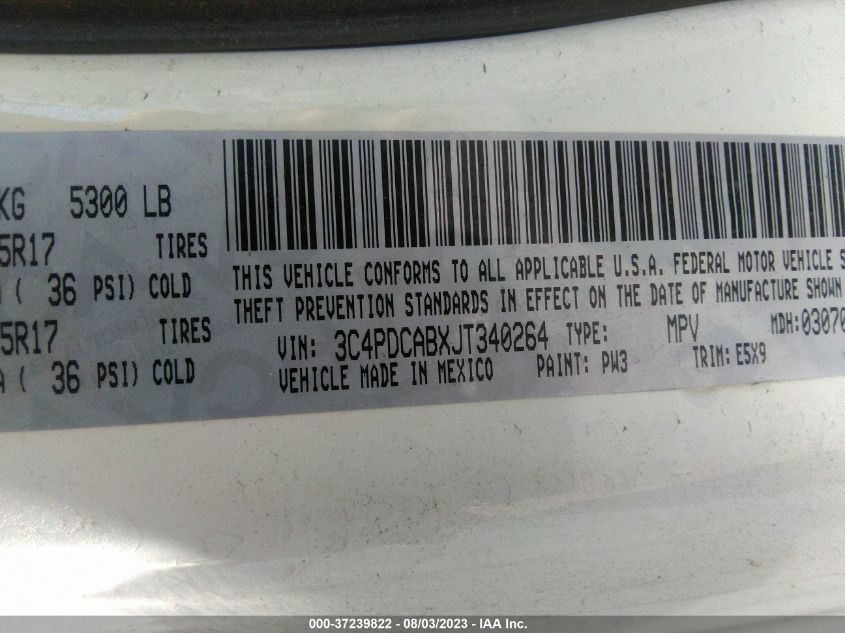 KG 5300 LB
5R17 TIRES
( 36 PSI) COLD
5R17 TIRES
A ( 36 PSI) COLD
THIS VEHICLE CONFORMS TO ALL APPLICABLE U.S.A. FEDERAL MOTOR VEHICLE S
THEFT PREVENTION STANDARDS IN EFFECT ON THE DATE OF MANUFACTURE SHOWN
VIN: 3C4PDCABXJT340264 TYPE: MPV MDH:03070
VEHICLE MADE IN MEXICO PAINT: PW3 TRIM: E5X9
000-37239822 - 08/03/2023 - IAA Inc.